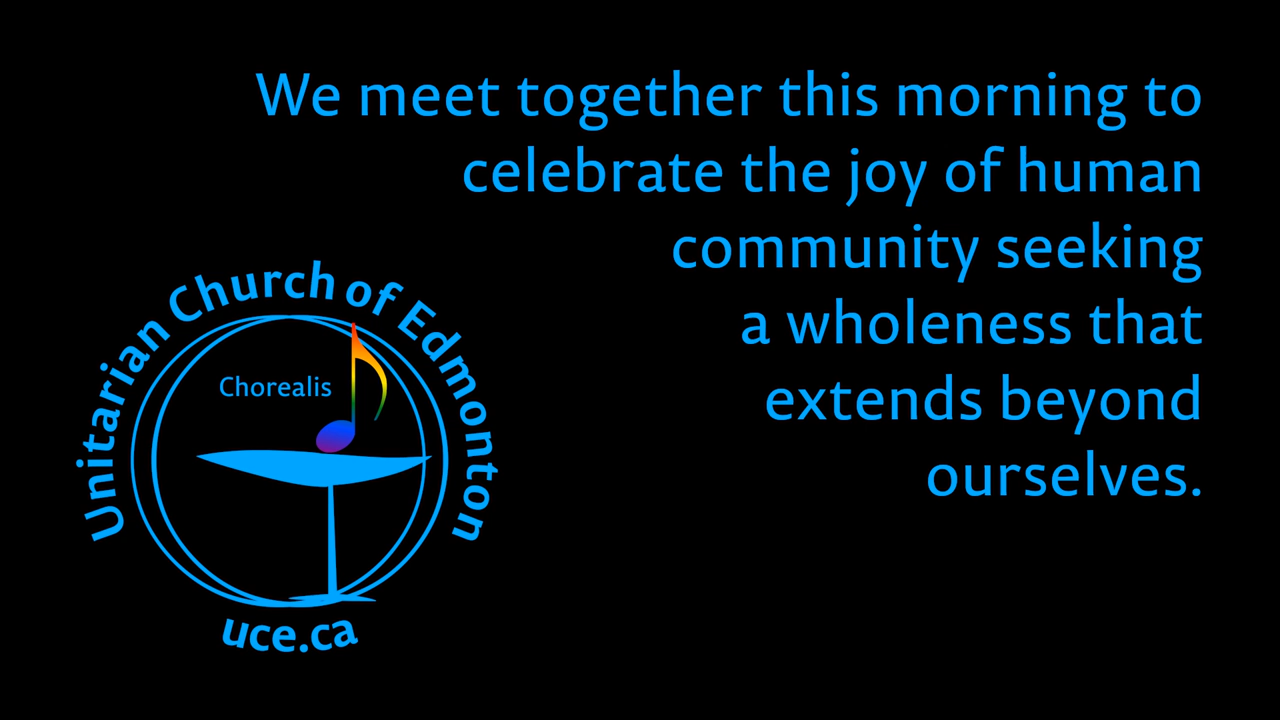 We meet together this morning to
celebrate the joy of human
community seeking
a wholeness that
extends beyond
ourselves.
Unitarian Church of Edmonton
Chorealis
uce.ca